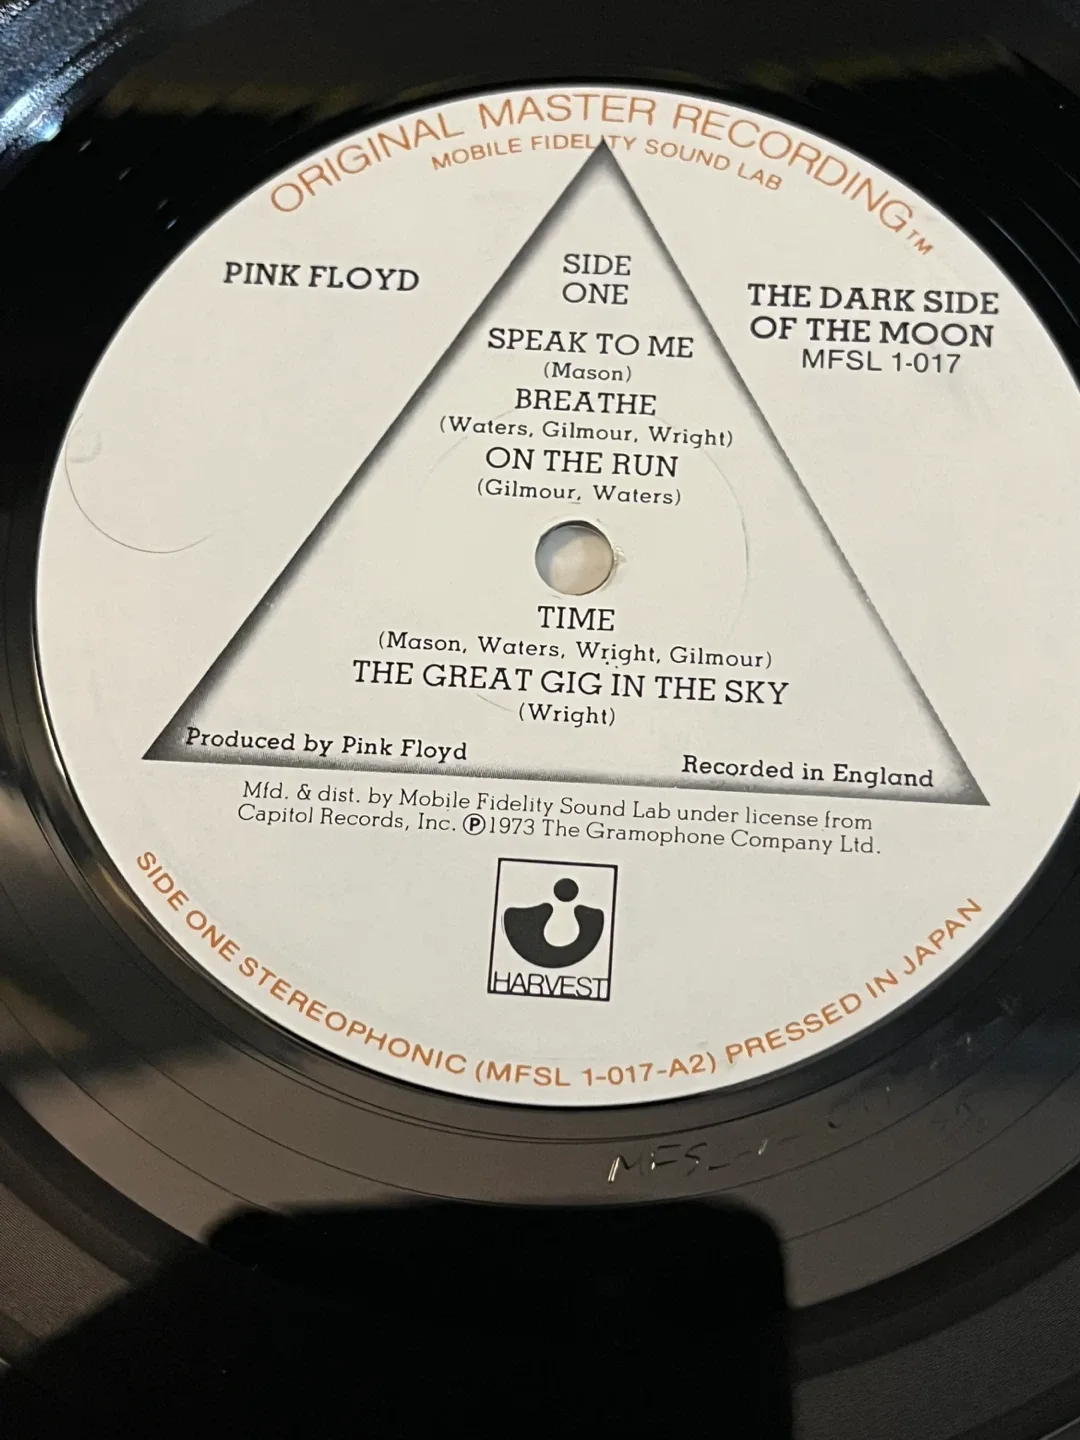 ORIGINAL MASTER RECORDING™
MOBILE FIDELITY SOUND LAB
PINK FLOYD
SIDE
ONE
THE DARK SIDE
OF THE MOON
MFSL 1-017
SPEAK TO ME
(Mason)
BREATHE
(Waters, Gilmour, Wright)
ON THE RUN
(Gilmour, Waters)
TIME
(Mason, Waters, Wright, Gilmour)
THE GREAT GIG IN THE SKY
(Wright)
Produced by Pink Floyd
Recorded in England
Mfd. & dist. by Mobile Fidelity Sound Lab under license from
Capitol Records, Inc. ℗1973 The Gramophone Company Ltd.
HARVEST
SIDE ONE STEREOPHONIC (MFSL 1-017-A2) PRESSED IN JAPAN
MFSL-1-